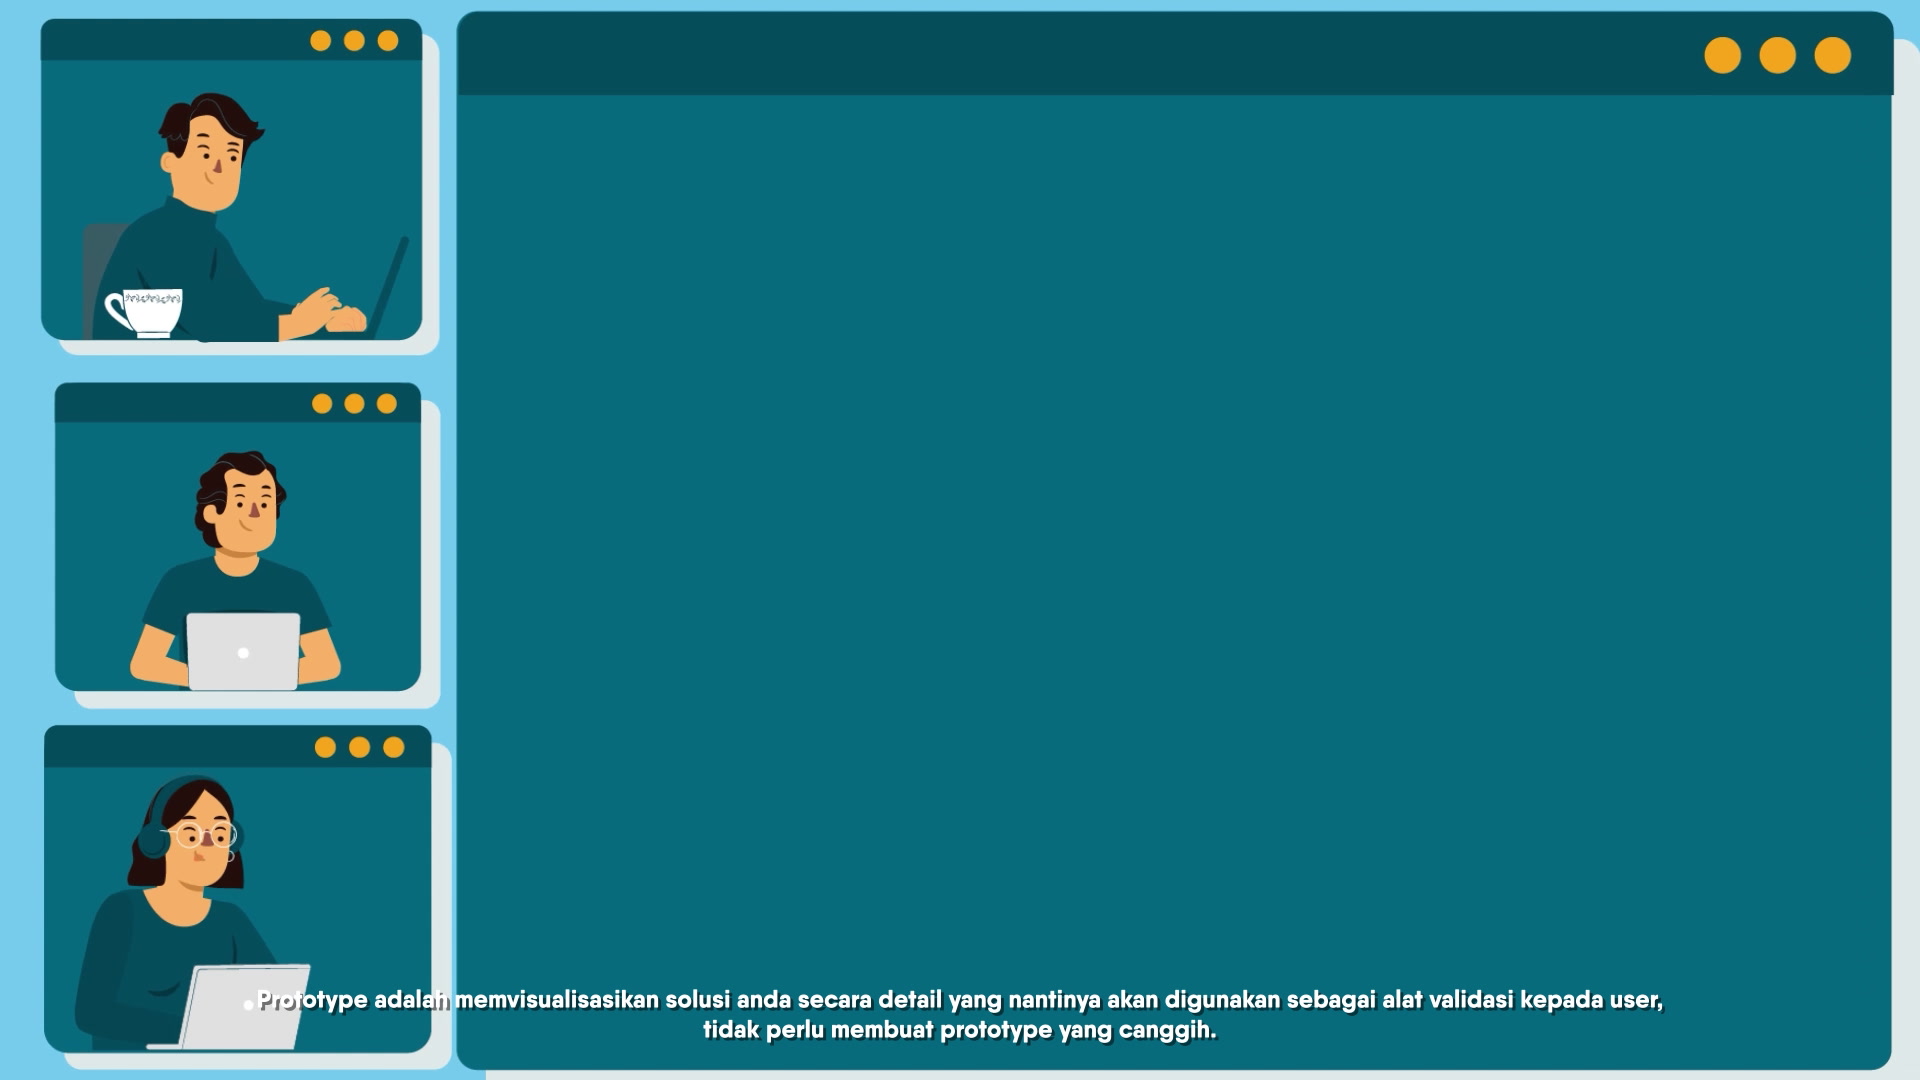 Prototype adalah memvisualisasikan solusi anda secara detail yang nantinya akan digunakan sebagai alat validasi kepada user,
tidak perlu membuat prototype yang canggih.